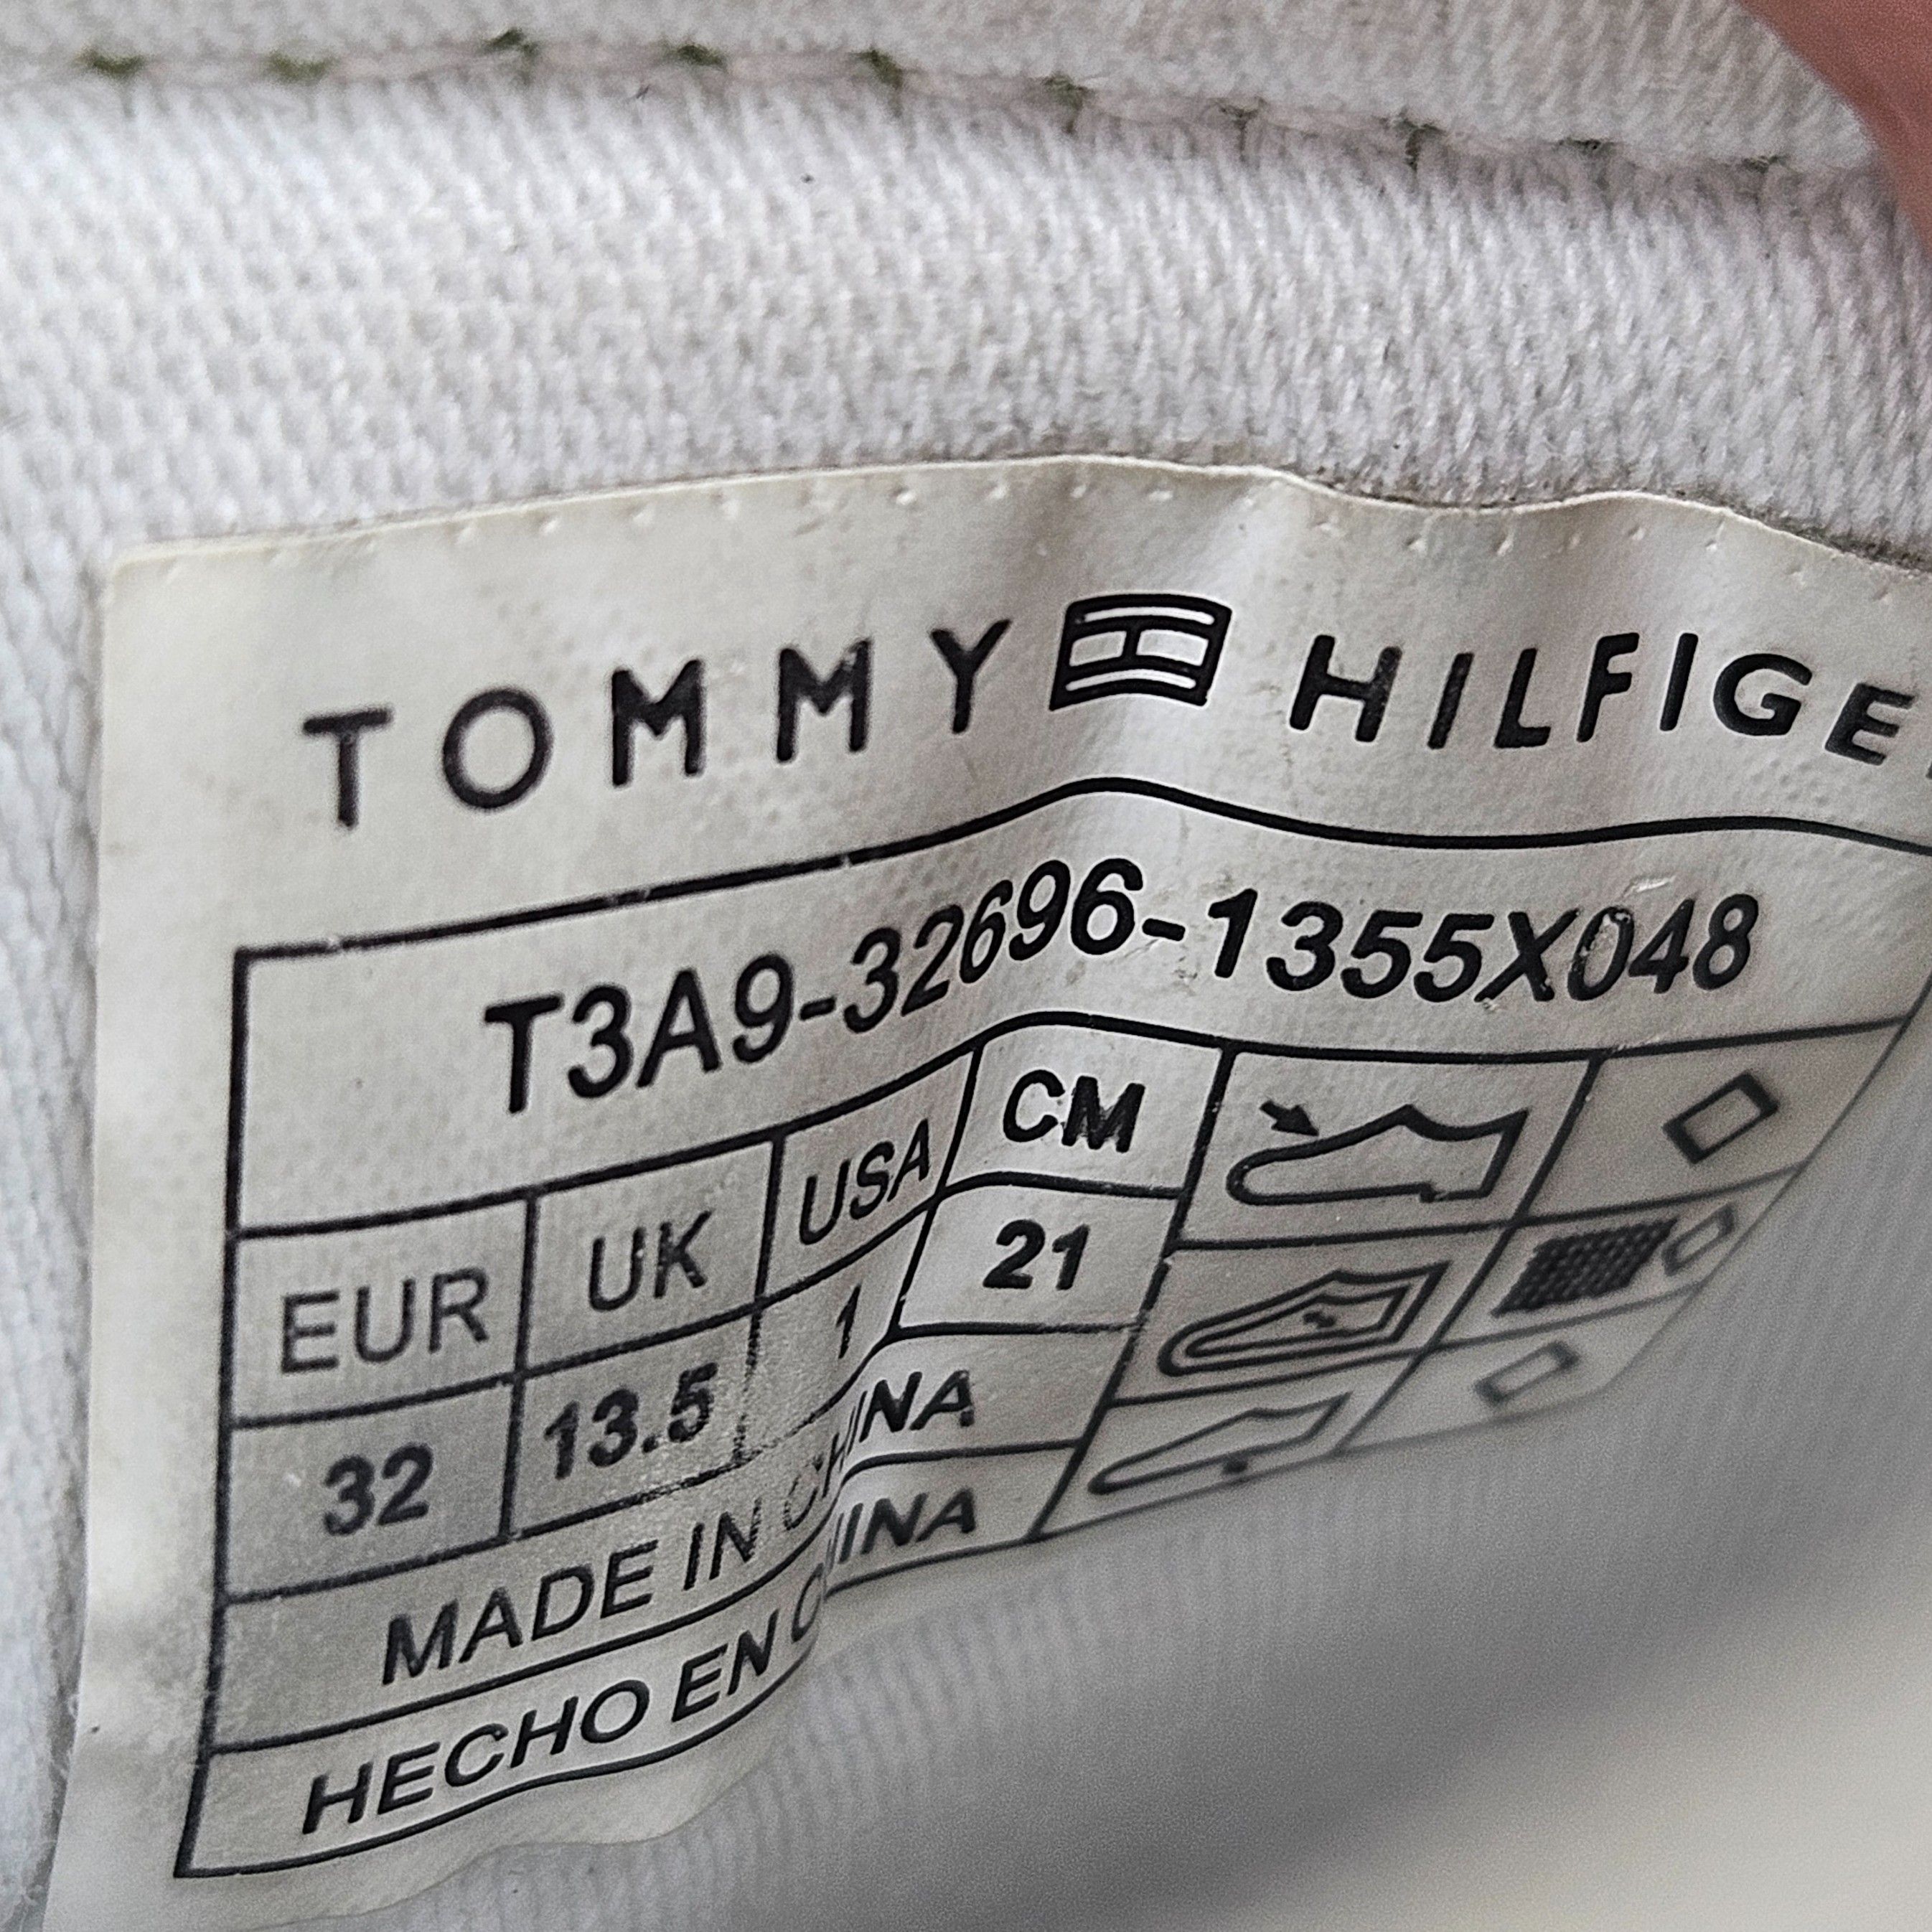 TOMMY HILFIGE
T3A9-32696-1355X048
EUR UK USA CM
32 13.5 1 21
MADE IN CHINA
HECHO EN CHINA